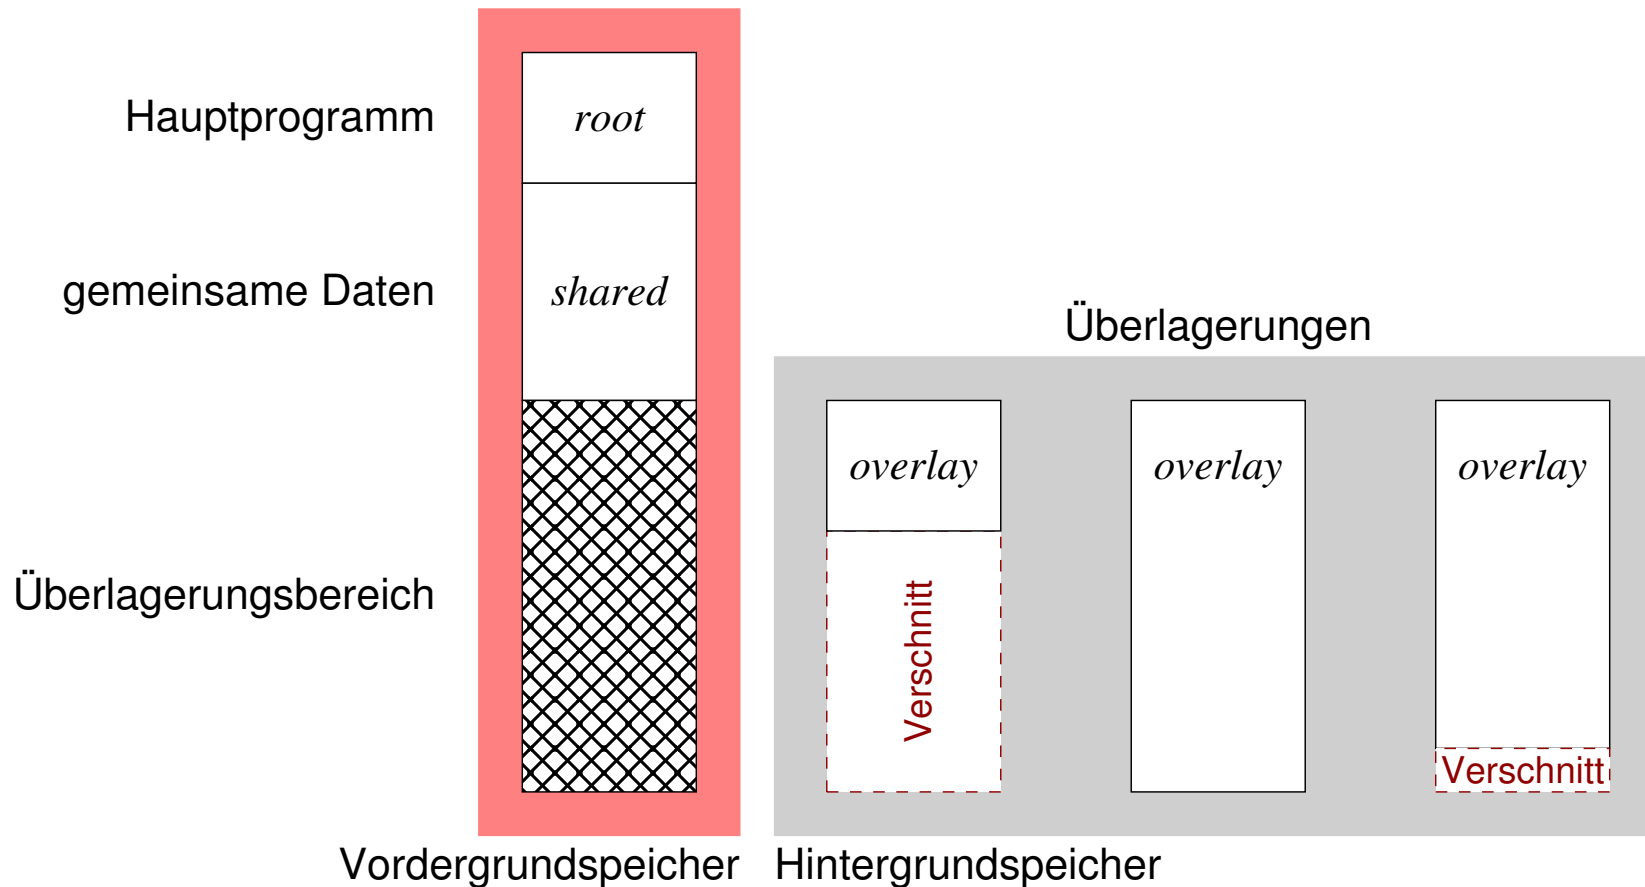 Hauptprogramm
root
gemeinsame Daten
shared
Überlagerungen
overlay
overlay
overlay
Überlagerungsbereich
Verschnitt
Verschnitt
Vordergrundspeicher
Hintergrundspeicher